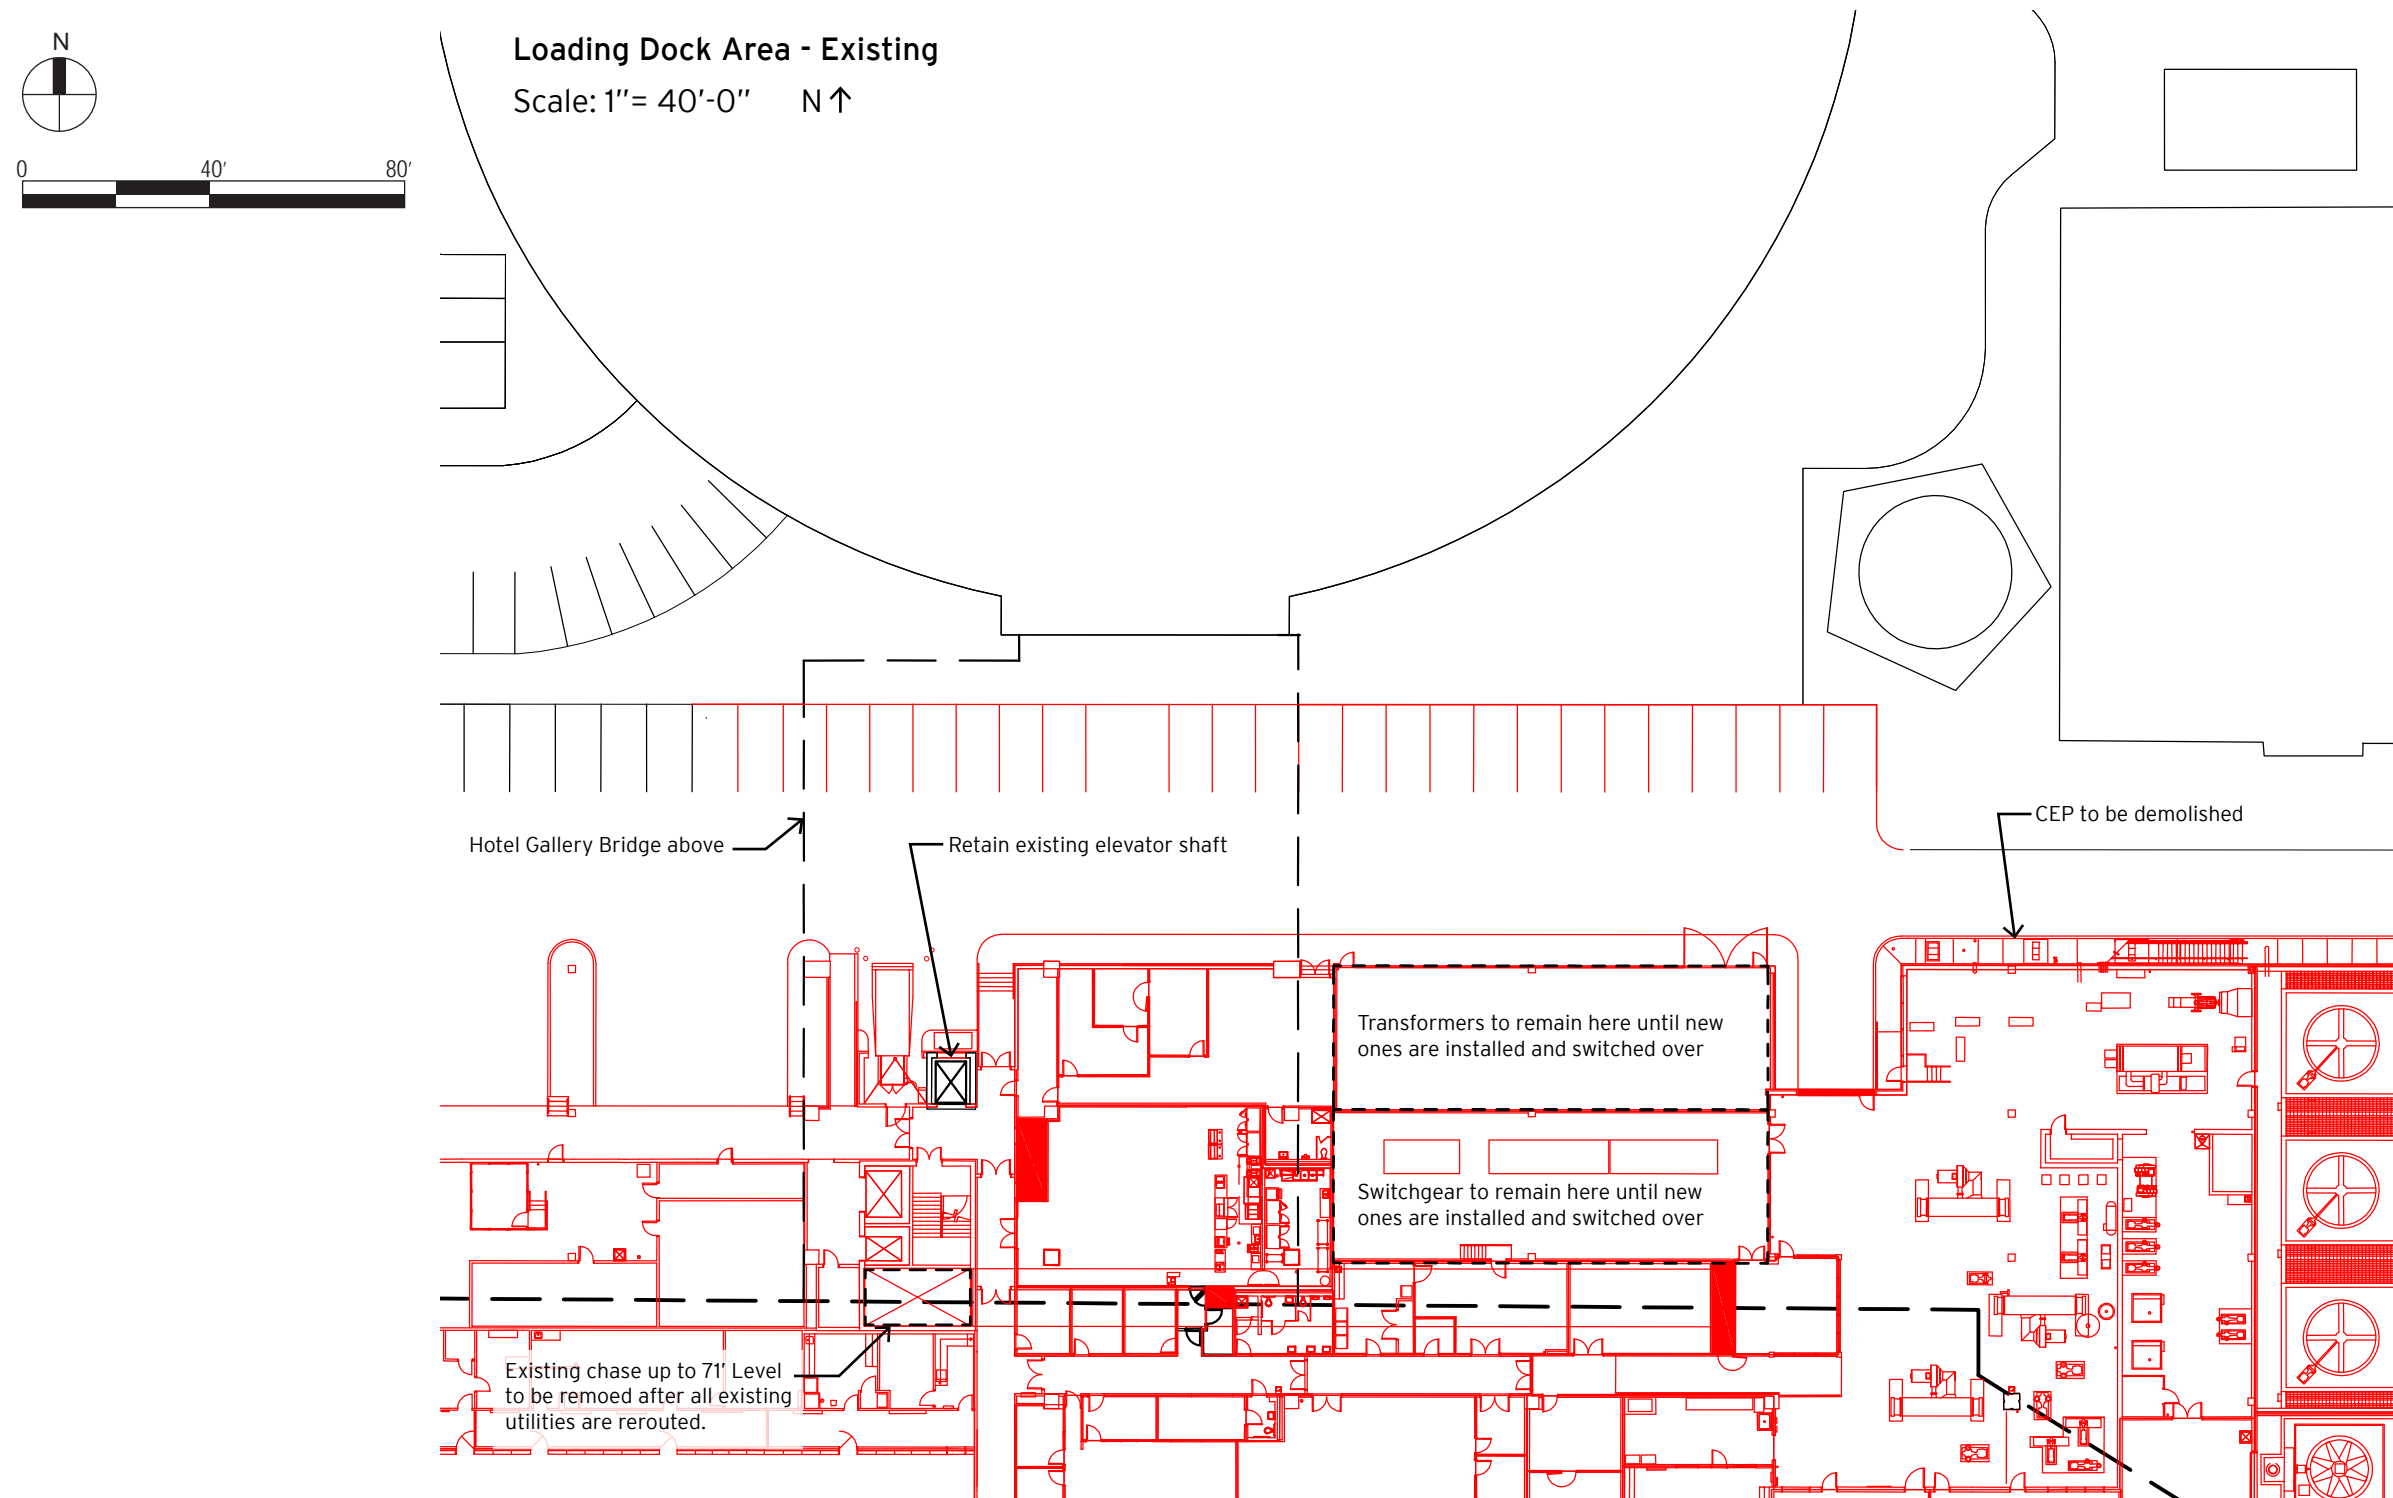 N
0 40' 80'
Loading Dock Area - Existing
Scale: 1"= 40'-0" N↑
Hotel Gallery Bridge above
Retain existing elevator shaft
CEP to be demolished
Transformers to remain here until new
ones are installed and switched over
Switchgear to remain here until new
ones are installed and switched over
Existing chase up to 71' Level
to be remoed after all existing
utilities are rerouted.